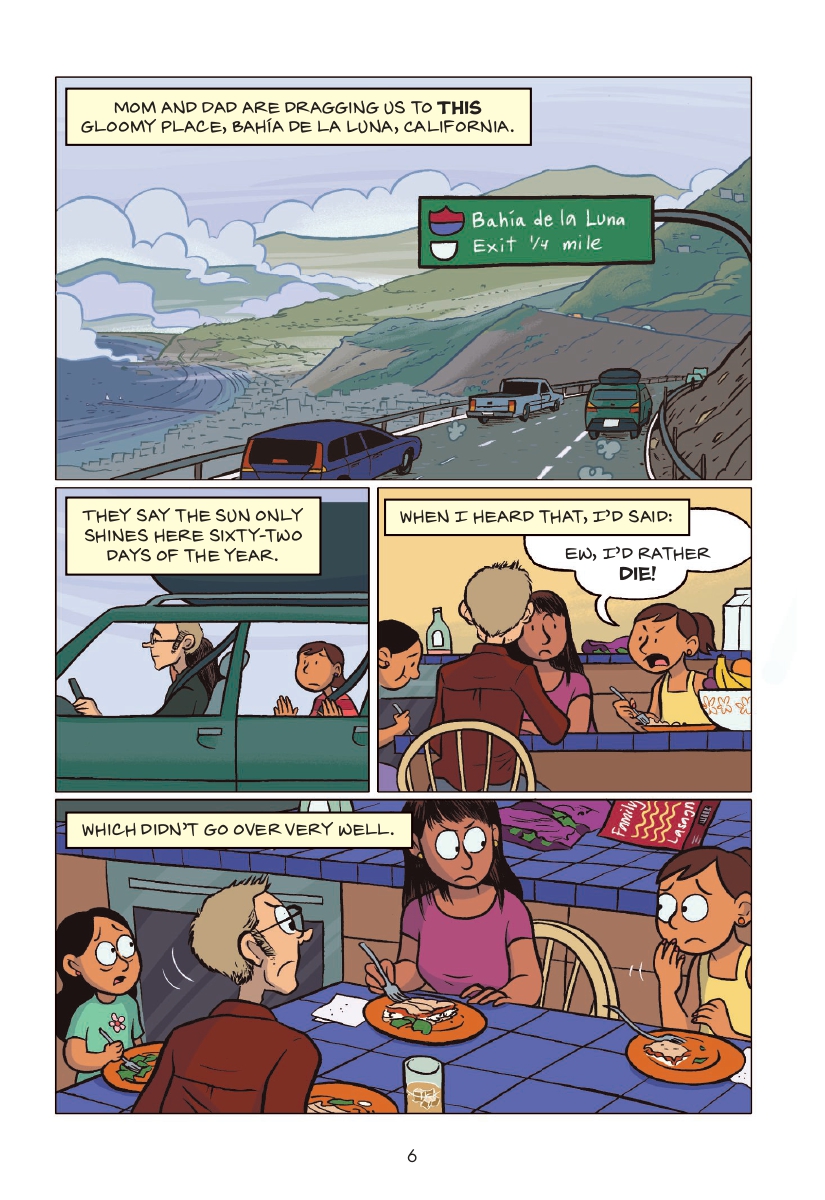 MOM AND DAD ARE DRAGGING US TO THIS
GLOOMY PLACE, BAHÍA DE LA LUNA, CALIFORNIA.
Bahía de la Luna
Exit 1/4 mile
THEY SAY THE SUN ONLY
SHINES HERE SIXTY-TWO
DAYS OF THE YEAR.
WHEN I HEARD THAT, I'D SAID:
EW, I'D RATHER
DIE!
WHICH DIDN'T GO OVER VERY WELL.
Family
Lasagn
6